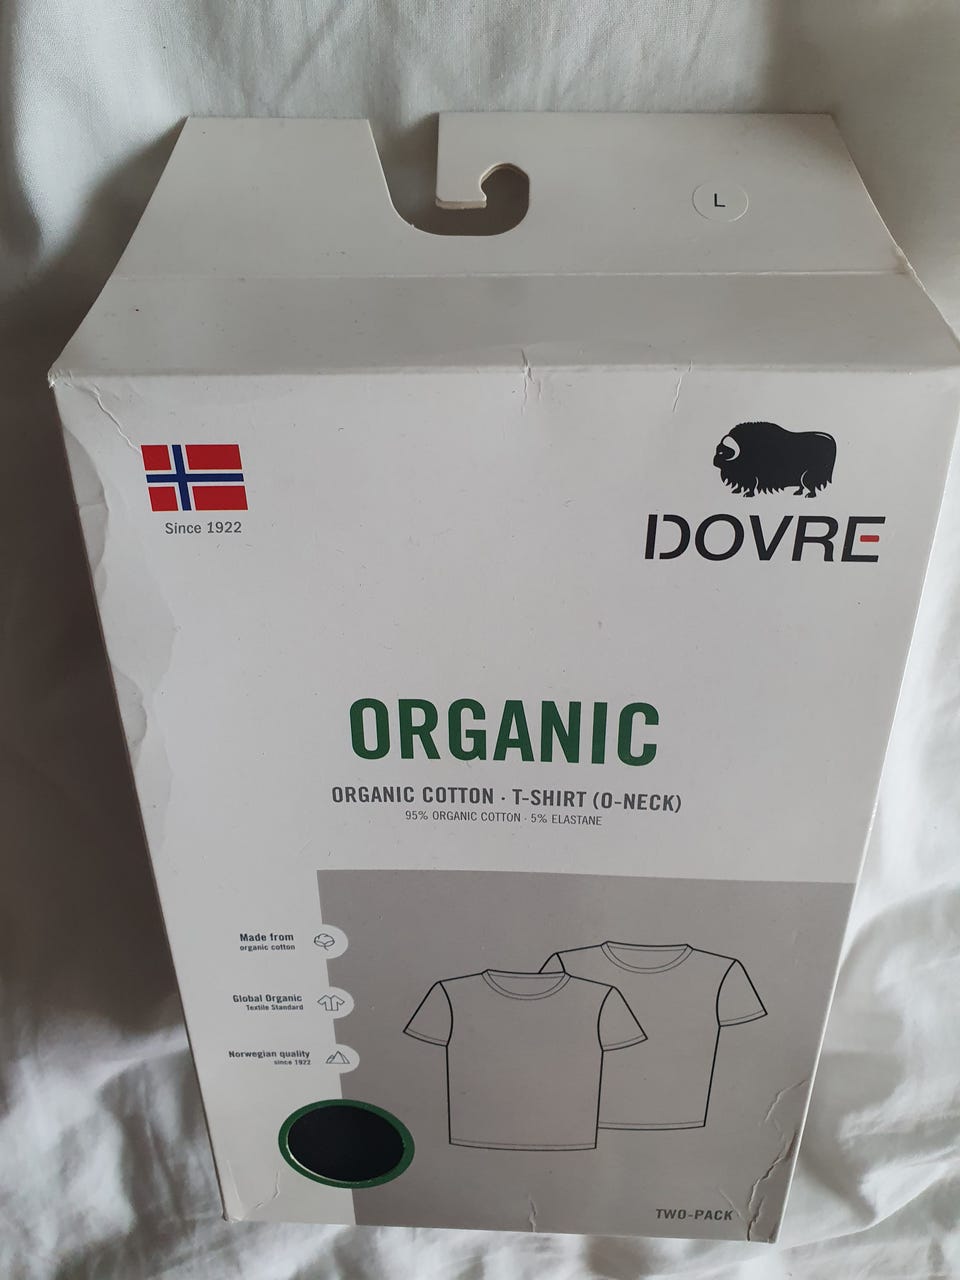 L
Since 1922
DOVRE
ORGANIC
ORGANIC COTTON · T-SHIRT (O-NECK)
95% ORGANIC COTTON · 5% ELASTANE
Made from
organic cotton
Global Organic
Textile Standard
Norwegian quality
since 1922
TWO-PACK